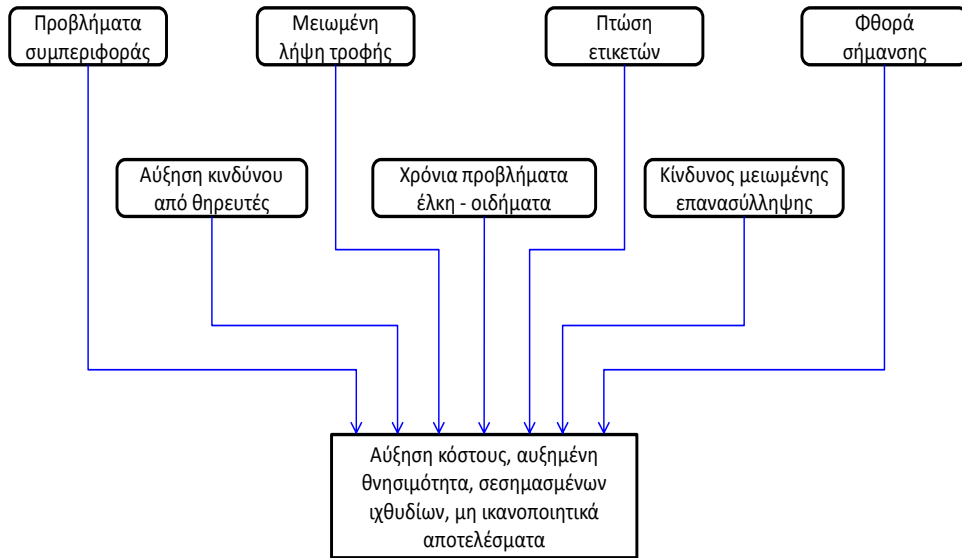 Προβλήματα
συμπεριφοράς
Μειωμένη
λήψη τροφής
Πτώση
ετικετών
Φθορά
σήμανσης
Αύξηση κινδύνου
από θηρευτές
Χρόνια προβλήματα
έλκη - οιδήματα
Κίνδυνος μειωμένης
επανασύλληψης
Αύξηση κόστους, αυξημένη
θνησιμότητα, σεσημασμένων
ιχθυδίων, μη ικανοποιητικά
αποτελέσματα